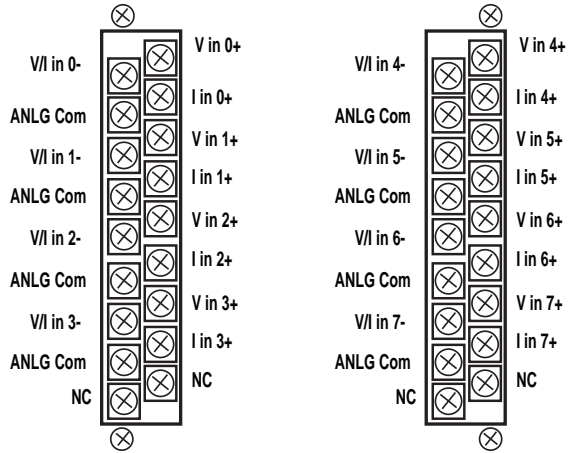 V in 0+
V/I in 0-
I in 0+
ANLG Com
V in 1+
V/I in 1-
I in 1+
ANLG Com
V in 2+
V/I in 2-
I in 2+
ANLG Com
V in 3+
V/I in 3-
I in 3+
ANLG Com
NC
NC
V in 4+
V/I in 4-
I in 4+
ANLG Com
V in 5+
V/I in 5-
I in 5+
ANLG Com
V in 6+
V/I in 6-
I in 6+
ANLG Com
V in 7+
V/I in 7-
I in 7+
ANLG Com
NC
NC